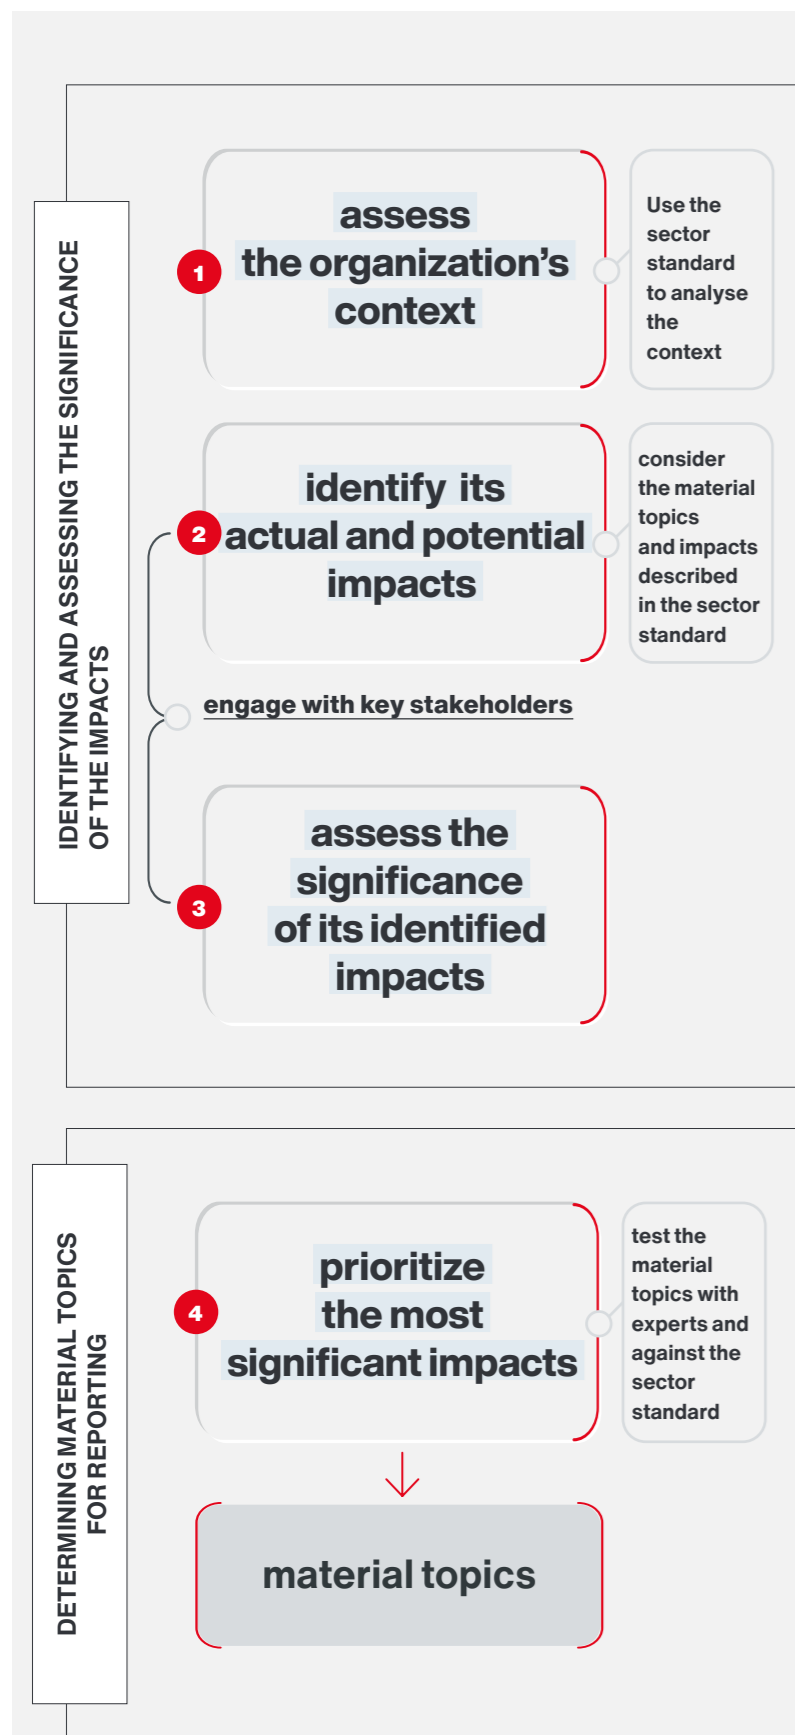 IDENTIFYING AND ASSESSING THE SIGNIFICANCE
OF THE IMPACTS
1
assess
the organization's
context
Use the
sector
standard
to analyse
the
context
2
identify its
actual and potential
impacts
consider
the material
topics
and impacts
described
in the sector
standard
engage with key stakeholders
3
assess the
significance
of its identified
impacts
DETERMINING MATERIAL TOPICS
FOR REPORTING
4
prioritize
the most
significant impacts
test the
material
topics with
experts and
against the
sector
standard
material topics